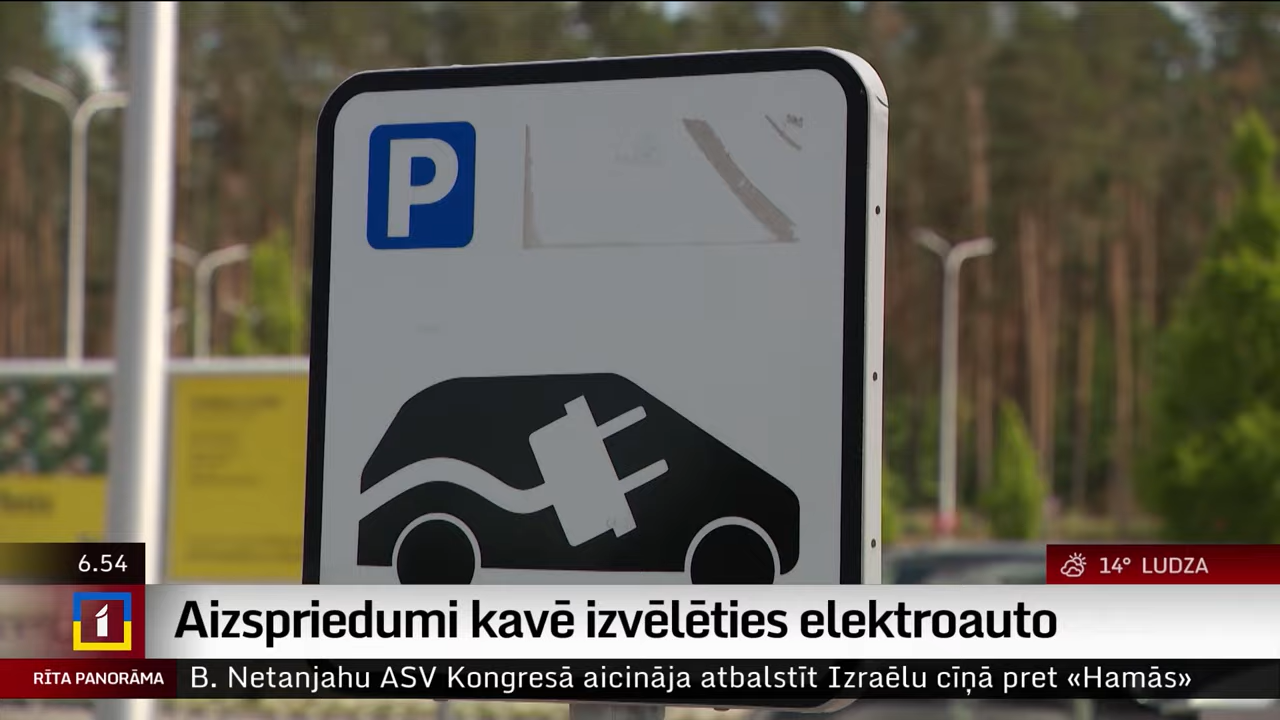 P
6.54
14° LUDZA
1
Aizspriedumi kavē izvēlēties elektroauto
RĪTA PANORĀMA
B. Netanjahu ASV Kongresā aicināja atbalstīt Izraēlu cīņā pret «Hamās»